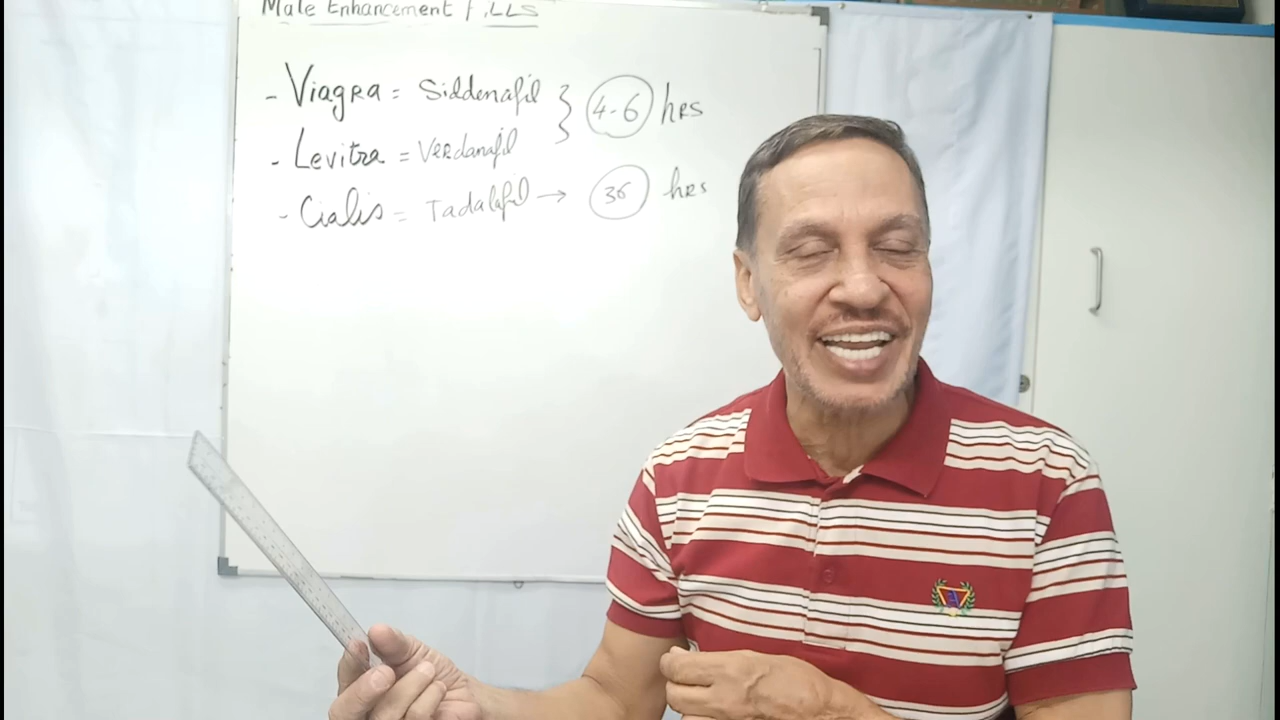 Male Enhancement PILLS
- Viagra = Sildenafil } 4-6 hrs
- Levitra = Verdanafil
- Cialis = Tadalafil → 36 hrs